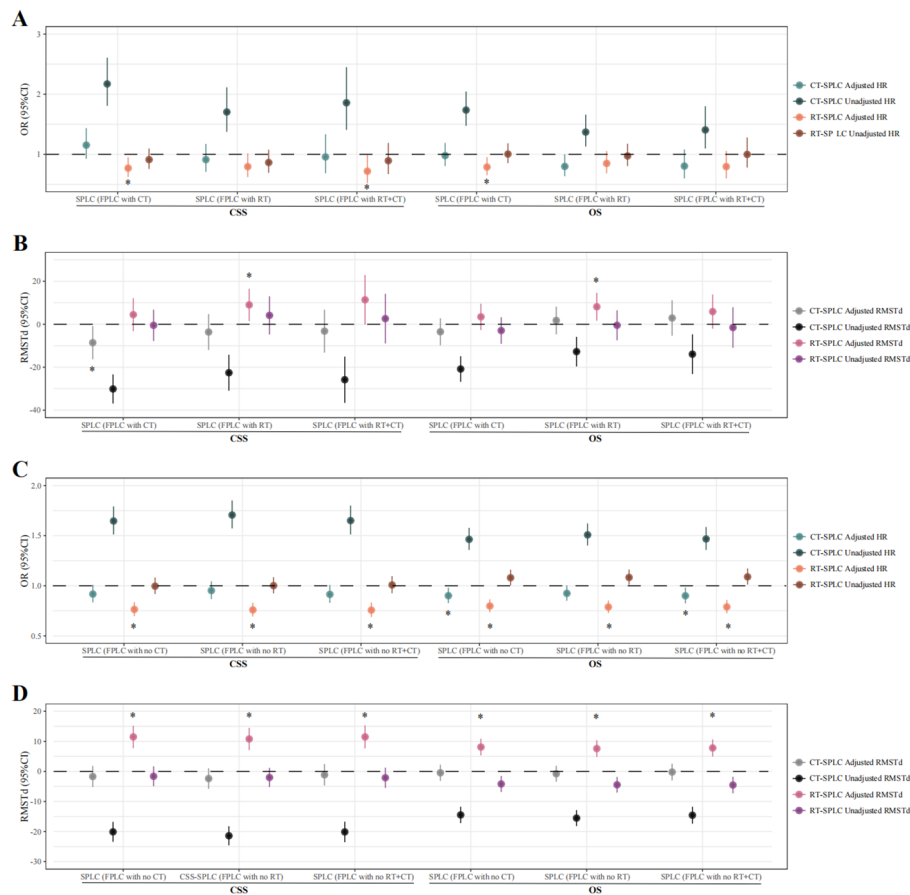 A
3
2
1
OR (95%CI)
SPLC (FPLC with CT)
SPLC (FPLC with RT)
SPLC (FPLC with RT+CT)
SPLC (FPLC with CT)
SPLC (FPLC with RT)
SPLC (FPLC with RT+CT)
CSS
OS
*
*
*
CT-SPLC Adjusted HR
CT-SPLC Unadjusted HR
RT-SPLC Adjusted HR
RT-SP LC Unadjusted HR
B
20
0
-20
-40
RMSTd (95%CI)
SPLC (FPLC with CT)
SPLC (FPLC with RT)
SPLC (FPLC with RT+CT)
SPLC (FPLC with CT)
SPLC (FPLC with RT)
SPLC (FPLC with RT+CT)
CSS
OS
*
*
*
CT-SPLC Adjusted RMSTd
CT-SPLC Unadjusted RMSTd
RT-SPLC Adjusted RMSTd
RT-SPLC Unadjusted RMSTd
C
2.0
1.5
1.0
0.5
OR (95%CI)
SPLC (FPLC with no CT)
SPLC (FPLC with no RT)
SPLC (FPLC with no RT+CT)
SPLC (FPLC with no CT)
SPLC (FPLC with no RT)
SPLC (FPLC with no RT+CT)
CSS
OS
*
*
*
*
*
*
*
*
CT-SPLC Adjusted HR
CT-SPLC Unadjusted HR
RT-SPLC Adjusted HR
RT-SPLC Unadjusted HR
D
20
10
0
-10
-20
-30
RMSTd (95%CI)
SPLC (FPLC with no CT)
CSS-SPLC (FPLC with no RT)
SPLC (FPLC with no RT+CT)
SPLC (FPLC with no CT)
SPLC (FPLC with no RT)
SPLC (FPLC with no RT+CT)
CSS
OS
*
*
*
*
*
*
CT-SPLC Adjusted RMSTd
CT-SPLC Unadjusted RMSTd
RT-SPLC Adjusted RMSTd
RT-SPLC Unadjusted RMSTd